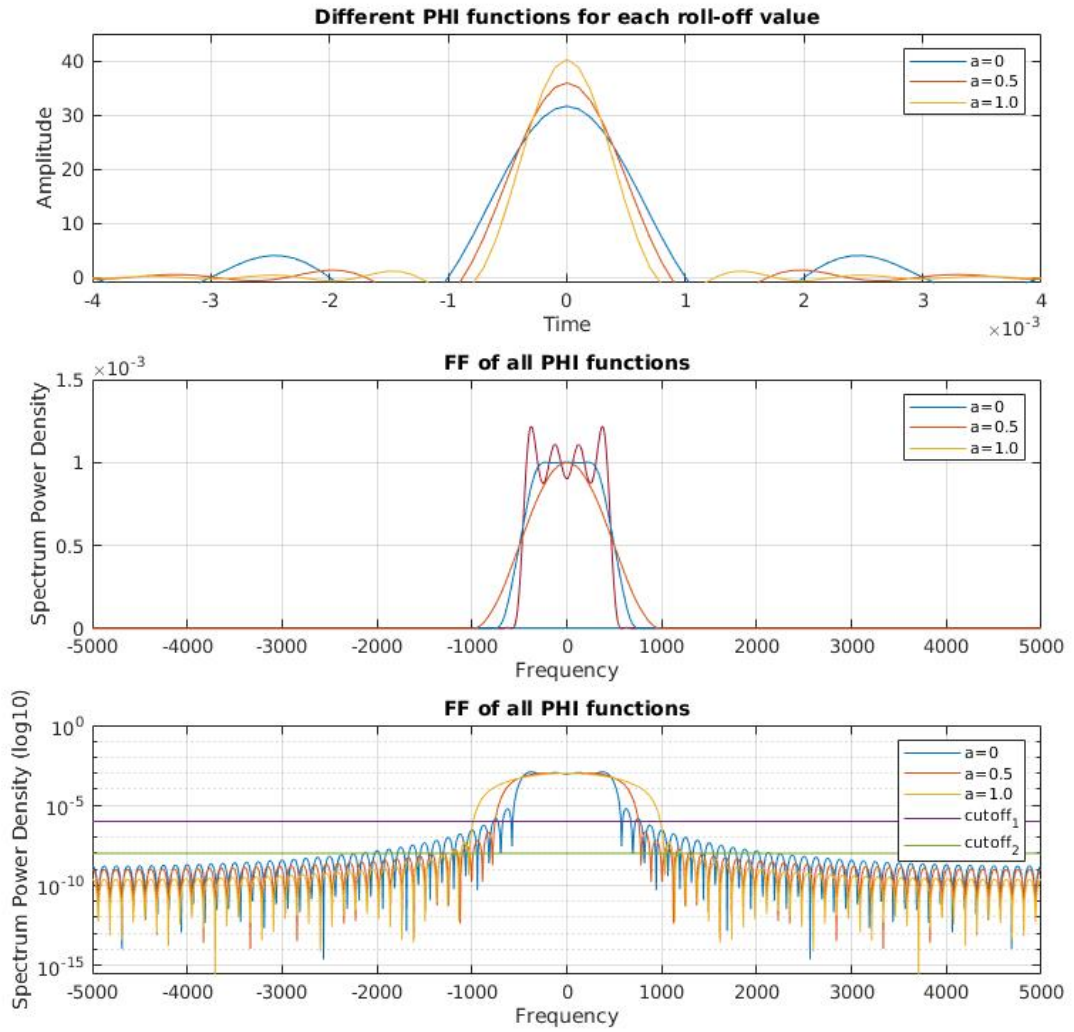 Different PHI functions for each roll-off value
Amplitude
40
30
20
10
0
-4 -3 -2 -1 0 1 2 3 4
Time
×10-3
a=0
a=0.5
a=1.0
FF of all PHI functions
×10-3
Spectrum Power Density
1.5
1
0.5
0
-5000 -4000 -3000 -2000 -1000 0 1000 2000 3000 4000 5000
Frequency
a=0
a=0.5
a=1.0
FF of all PHI functions
Spectrum Power Density (log10)
100
10-5
10-10
10-15
-5000 -4000 -3000 -2000 -1000 0 1000 2000 3000 4000 5000
Frequency
a=0
a=0.5
a=1.0
cutoff1
cutoff2